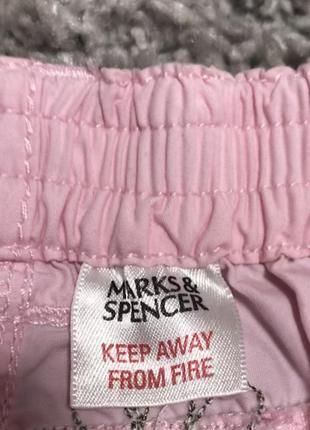 MARKS &
SPENCER
KEEP AWAY
FROM FIRE